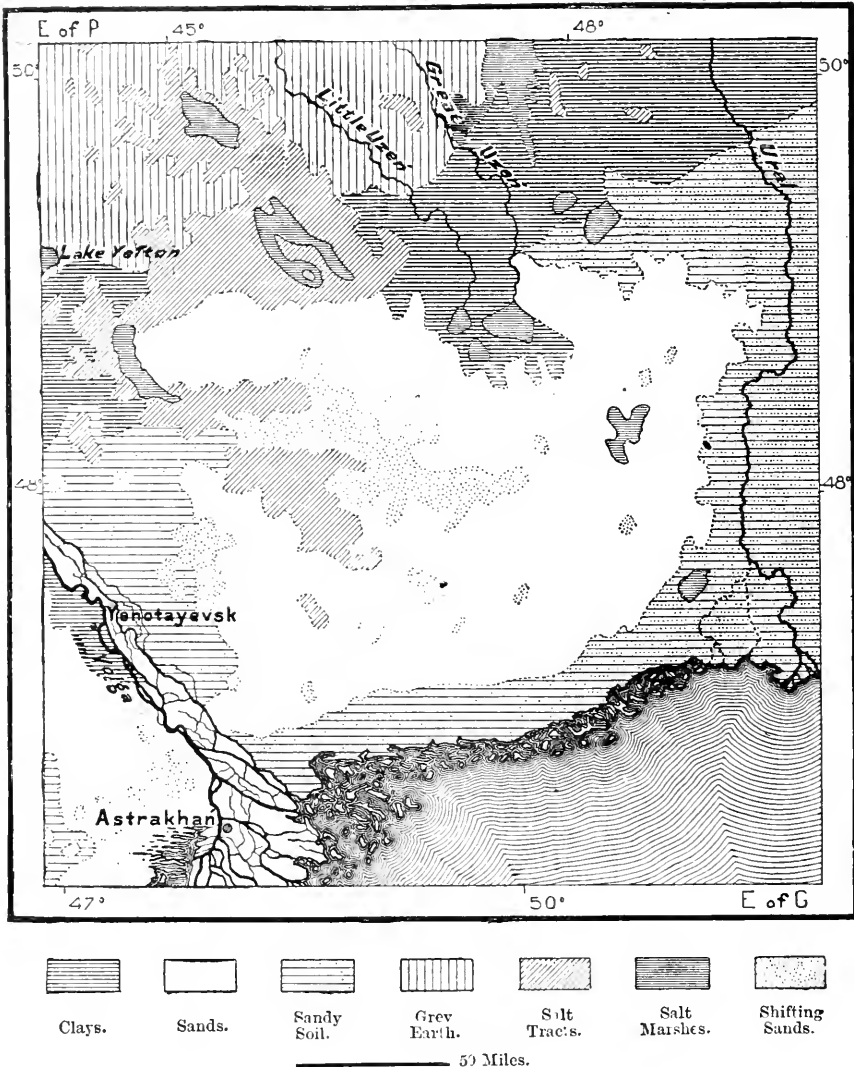 E of P 45° 48°
50° 50°
Great
Little Uzen
Uzen
Ural
Lake Yelton
48° 48°
Yenotayevsk
Volga
Astrakhan
47° 50° E of G
Clays. Sands. Sandy Soil. Grey Earth. Salt Tracts. Salt Marshes. Shifting Sands.
50 Miles.